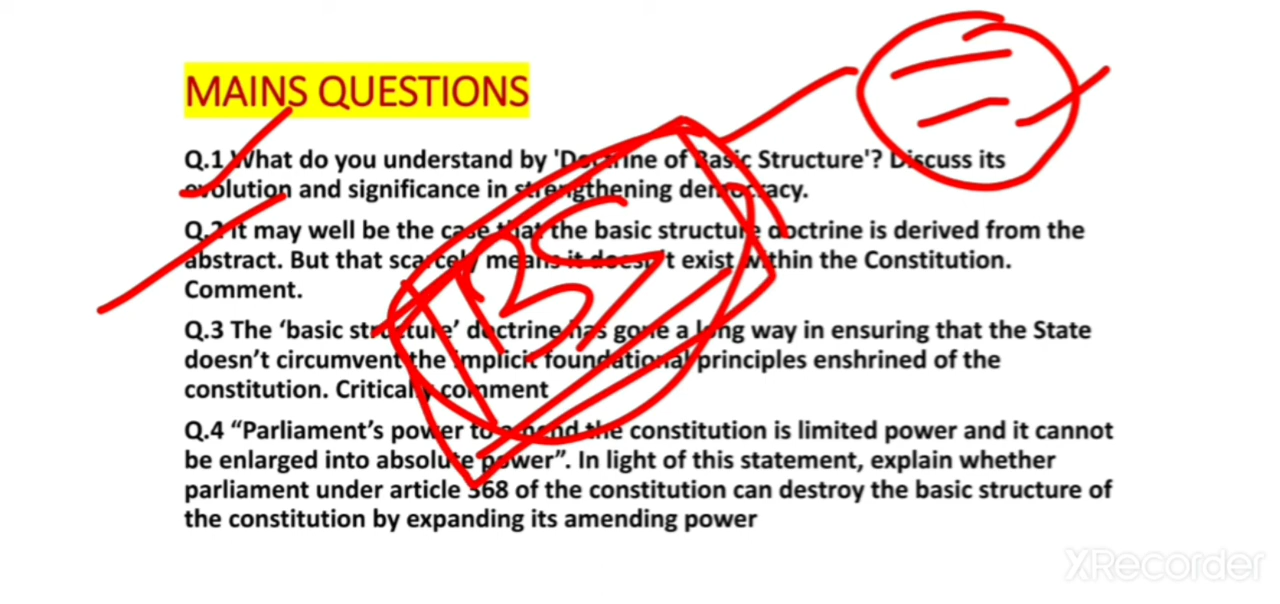 MAINS QUESTIONS
Q.1 What do you understand by 'Doctrine of Basic Structure'? Discuss its
evolution and significance in strengthening democracy.
Q.2 It may well be the case that the basic structure doctrine is derived from the
abstract. But that scarcely means it doesn't exist within the Constitution.
Comment.
Q.3 The ‘basic structure’ doctrine has gone a long way in ensuring that the State
doesn’t circumvent the implicit foundational principles enshrined of the
constitution. Critically comment
Q.4 “Parliament’s power to amend the constitution is limited power and it cannot
be enlarged into absolute power”. In light of this statement, explain whether
parliament under article 368 of the constitution can destroy the basic structure of
the constitution by expanding its amending power
BS
XRecorder